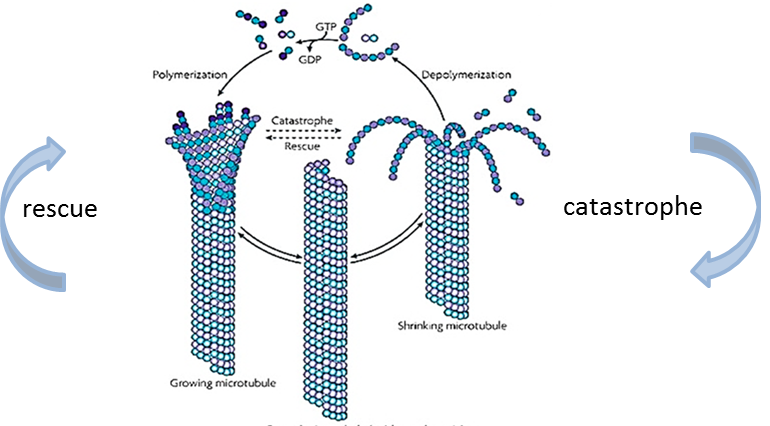 GTP
GDP
Polymerization
Depolymerization
Catastrophe
Rescue
rescue
catastrophe
Shrinking microtubule
Growing microtubule